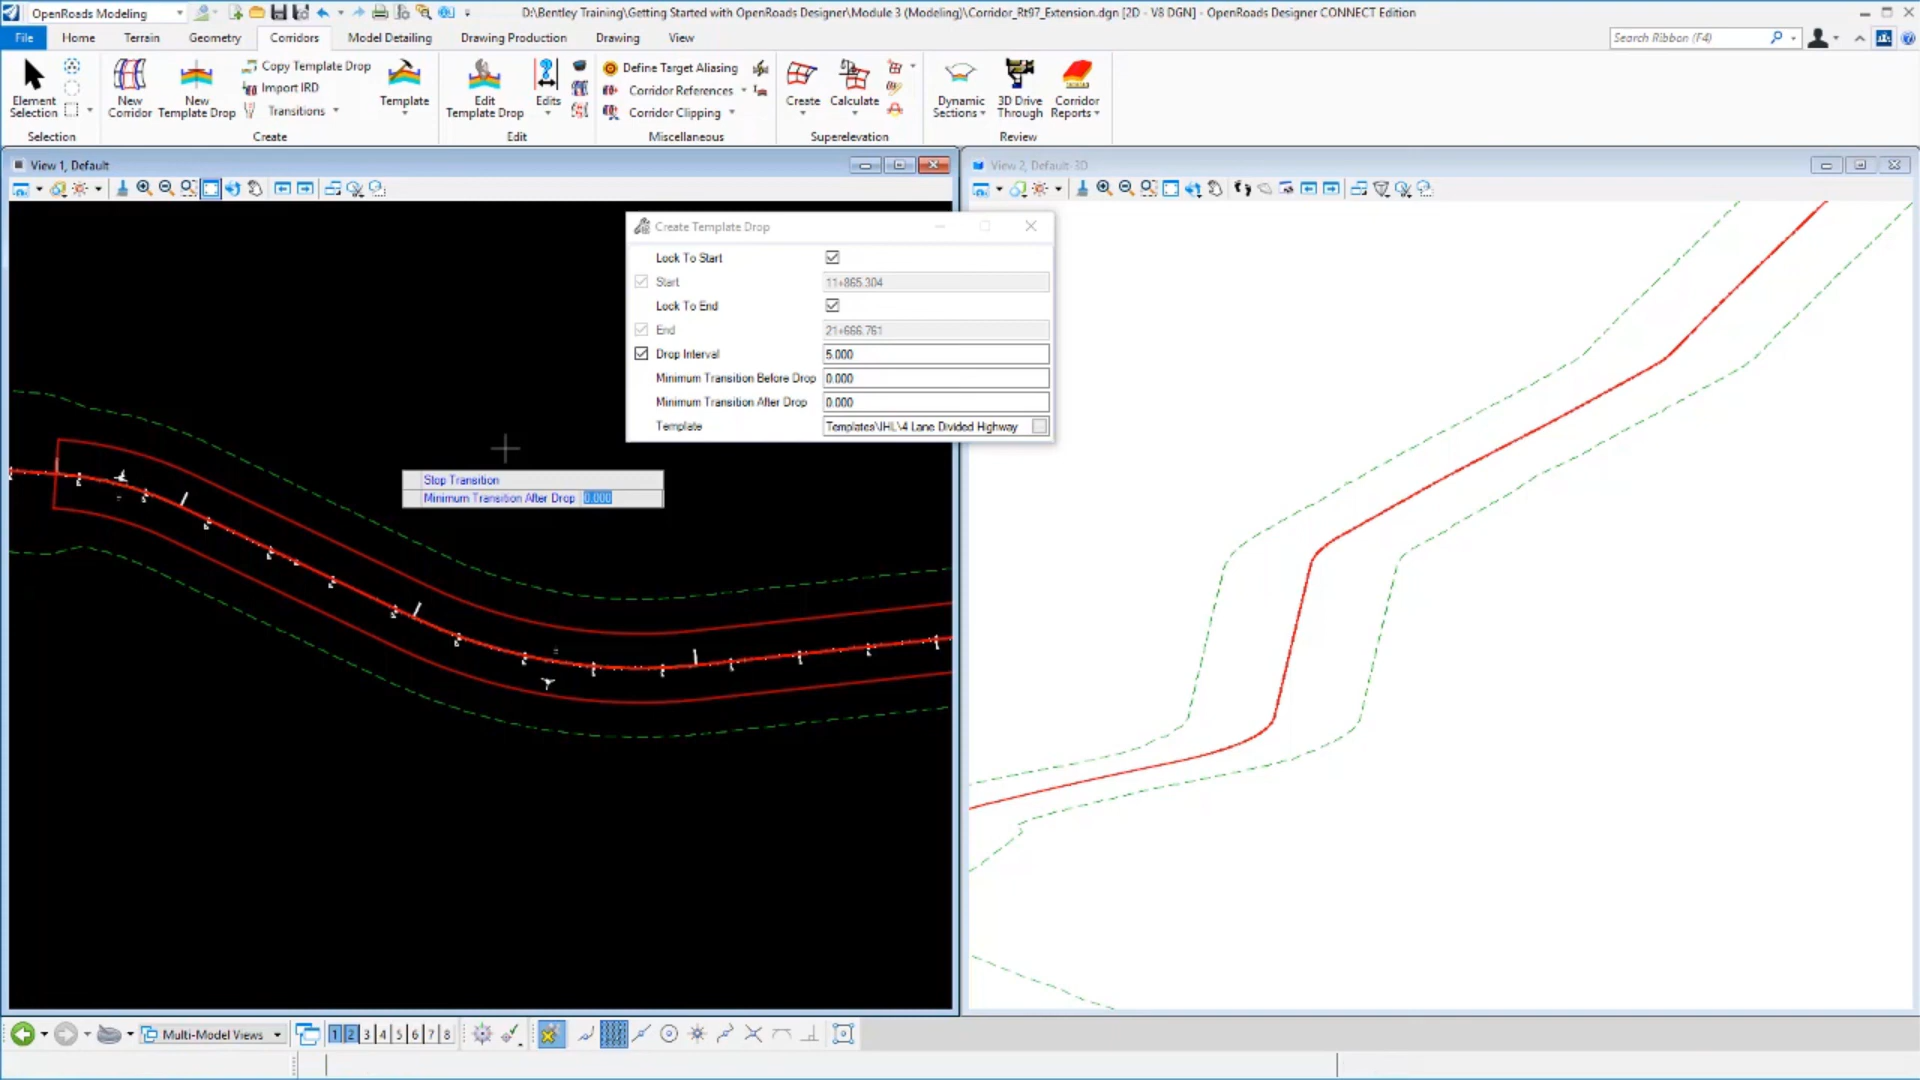 OpenRoads Modeling
D:\Bentley Training\Getting Started with OpenRoads Designer\Module 3 (Modeling)\Corridor_Rt97_Extension.dgn [2D - V8 DGN] - OpenRoads Designer CONNECT Edition
File Home Terrain Geometry Corridors Model Detailing Drawing Production Drawing View
Search Ribbon (F4)
Element Selection
Selection
New Corridor
New Template Drop
Copy Template Drop
Import IRD
Transitions
Template
Create
Edit Template Drop
Edits
Edit
Define Target Aliasing
Corridor References
Corridor Clipping
Miscellaneous
Create
Calculate
Superelevation
Dynamic Sections
3D Drive Through
Corridor Reports
Review
View 1, Default
View 2, Default-3D
Create Template Drop
Lock To Start
Start 11+865.304
Lock To End
End 21+666.761
Drop Interval 5.000
Minimum Transition Before Drop 0.000
Minimum Transition After Drop 0.000
Template Templates\IHL\4 Lane Divided Highway
Stop Transition
Minimum Transition After Drop 0.000
Multi-Model Views
1 2 3 4 5 6 7 8